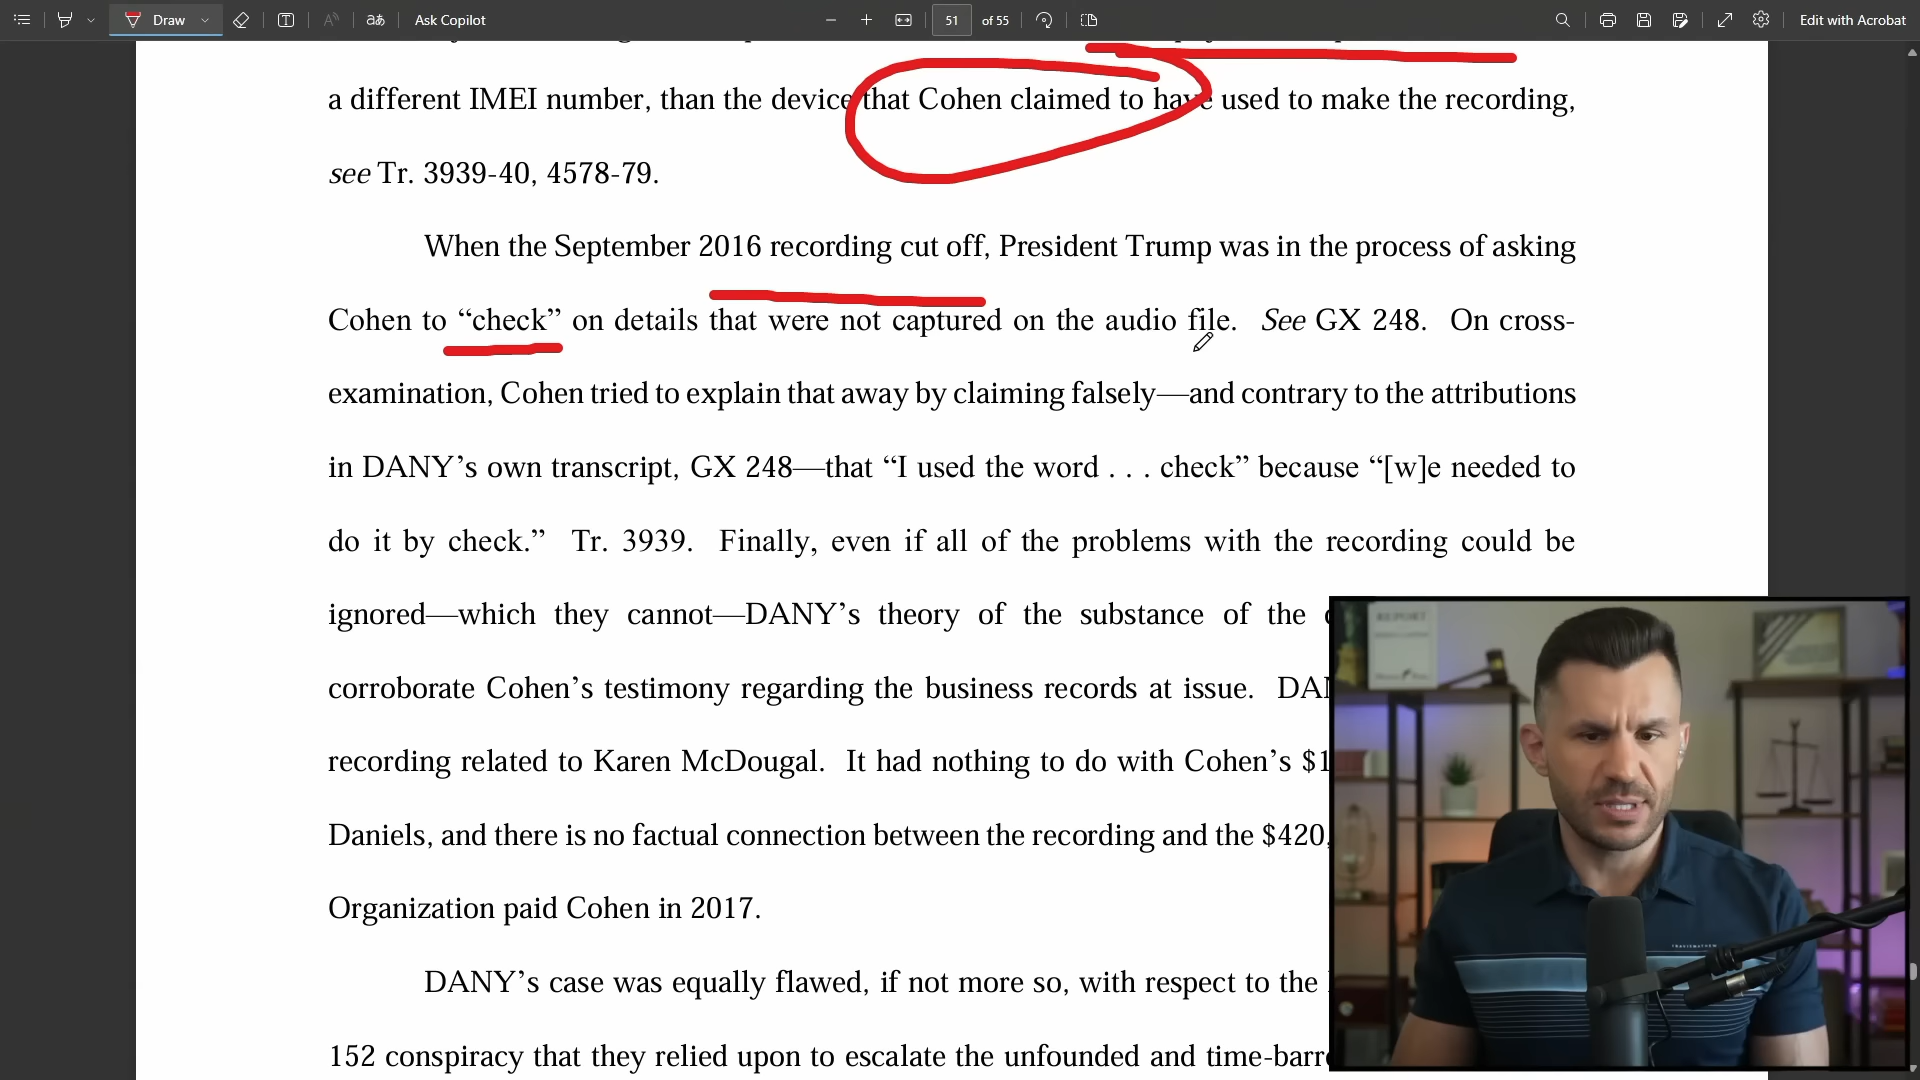 Draw
Ask Copilot
51
of 55
Edit with Acrobat
a different IMEI number, than the device that Cohen claimed to have used to make the recording,
see Tr. 3939-40, 4578-79.
When the September 2016 recording cut off, President Trump was in the process of asking
Cohen to “check” on details that were not captured on the audio file. See GX 248. On cross-
examination, Cohen tried to explain that away by claiming falsely—and contrary to the attributions
in DANY’s own transcript, GX 248—that “I used the word . . . check” because “[w]e needed to
do it by check.” Tr. 3939. Finally, even if all of the problems with the recording could be
ignored—which they cannot—DANY’s theory of the substance of the
corroborate Cohen’s testimony regarding the business records at issue. DAN
recording related to Karen McDougal. It had nothing to do with Cohen’s $1
Daniels, and there is no factual connection between the recording and the $420,
Organization paid Cohen in 2017.
DANY’s case was equally flawed, if not more so, with respect to the
152 conspiracy that they relied upon to escalate the unfounded and time-barre
REPORT